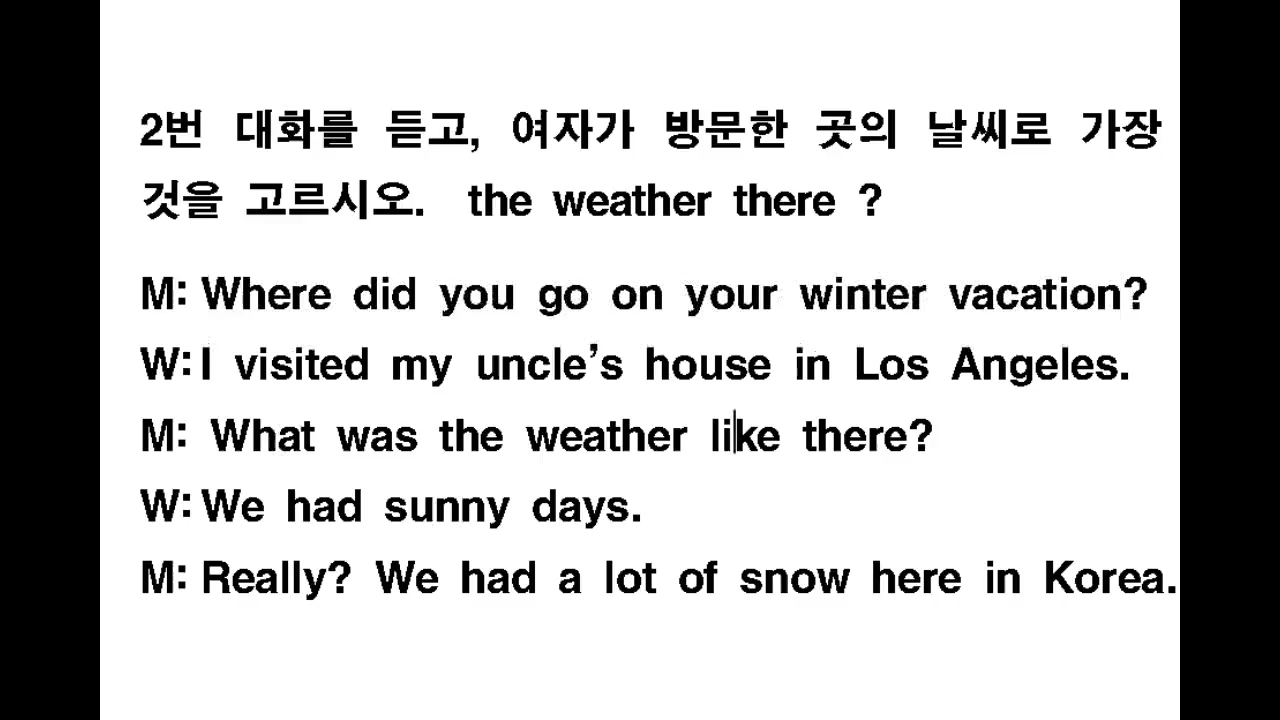 2번 대화를 듣고, 여자가 방문한 곳의 날씨로 가장
것을 고르시오. the weather there ?
M: Where did you go on your winter vacation?
W: I visited my uncle's house in Los Angeles.
M: What was the weather like there?
W: We had sunny days.
M: Really? We had a lot of snow here in Korea.